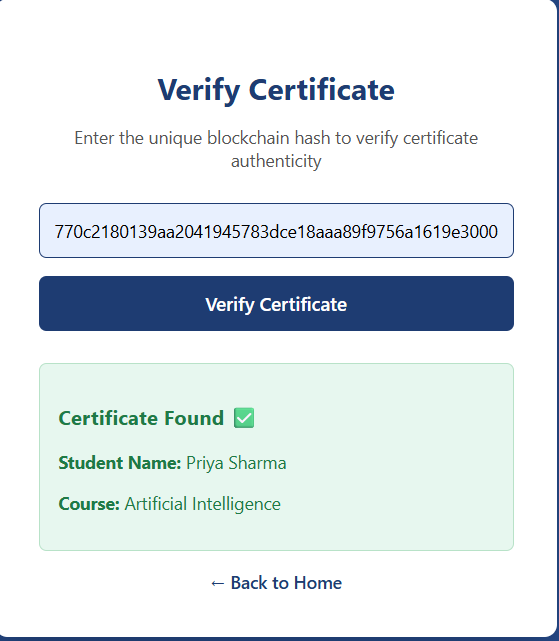 Verify Certificate
Enter the unique blockchain hash to verify certificate
authenticity
770c2180139aa2041945783dce18aaa89f9756a1619e3000
Verify Certificate
Certificate Found ✅
Student Name: Priya Sharma
Course: Artificial Intelligence
← Back to Home